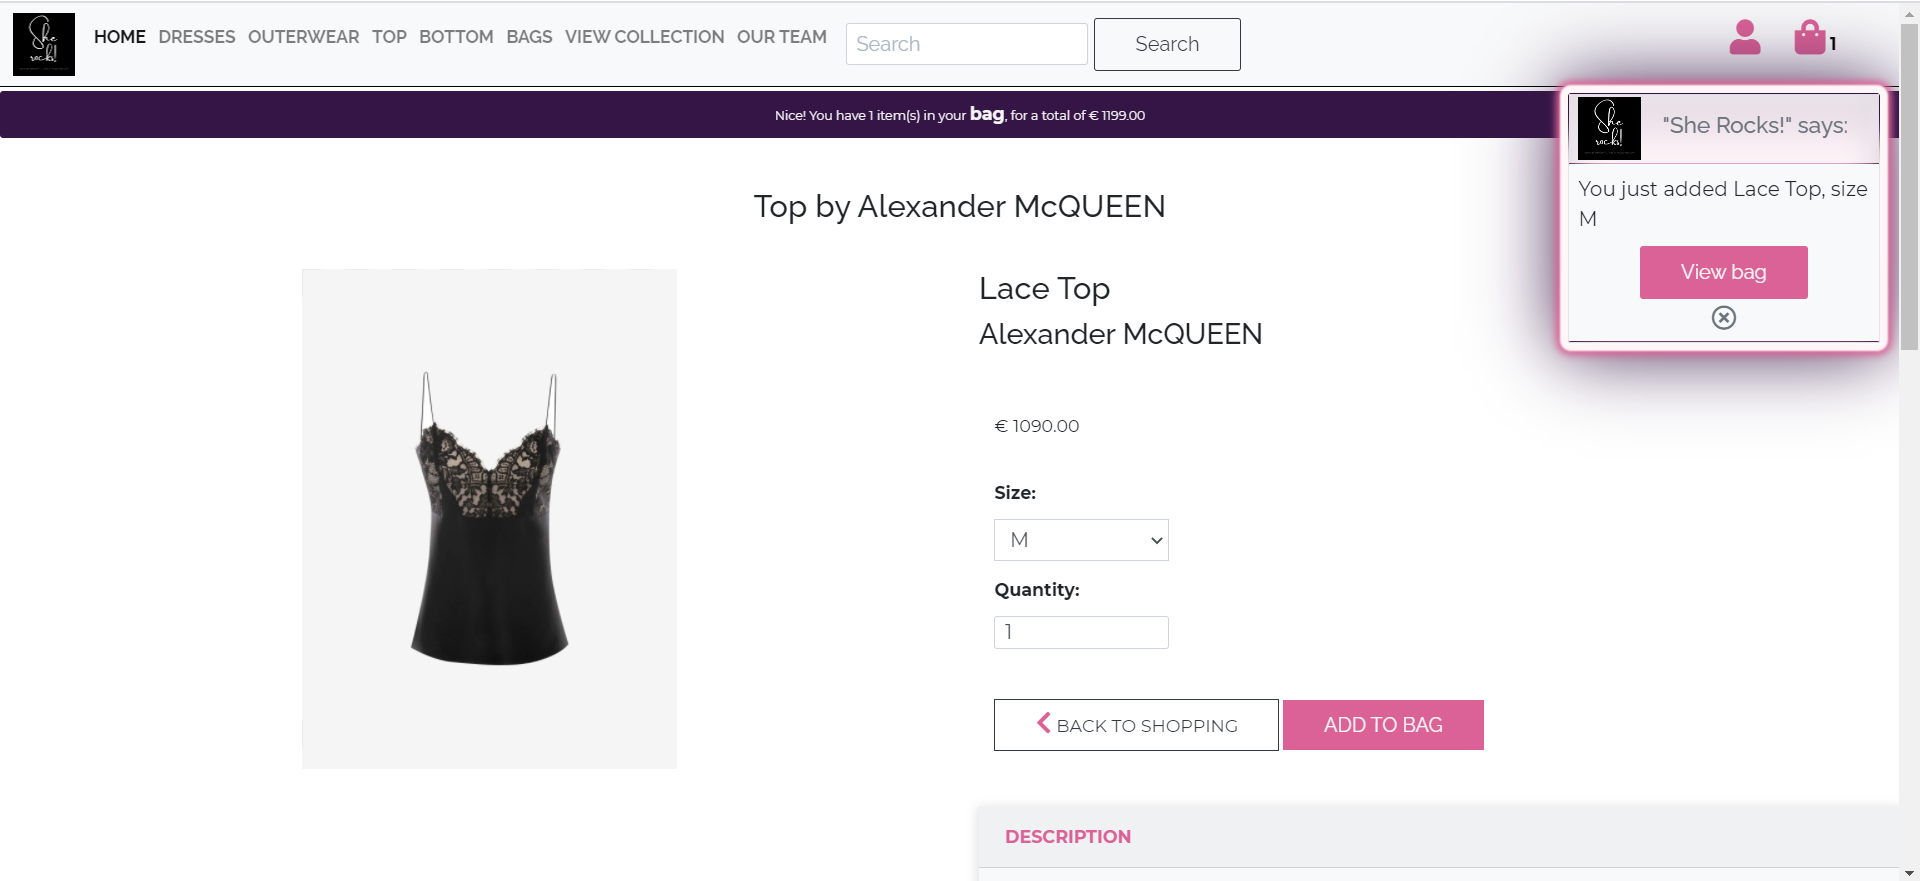 She
rocks!
HOME DRESSES OUTERWEAR TOP BOTTOM BAGS VIEW COLLECTION OUR TEAM Search Search 1
Nice! You have 1 item(s) in your bag, for a total of € 1199.00
She
rocks!
"She Rocks!" says:
You just added Lace Top, size
M
View bag
Top by Alexander McQUEEN
Lace Top
Alexander McQUEEN
€ 1090.00
Size:
M
Quantity:
1
BACK TO SHOPPING ADD TO BAG
DESCRIPTION